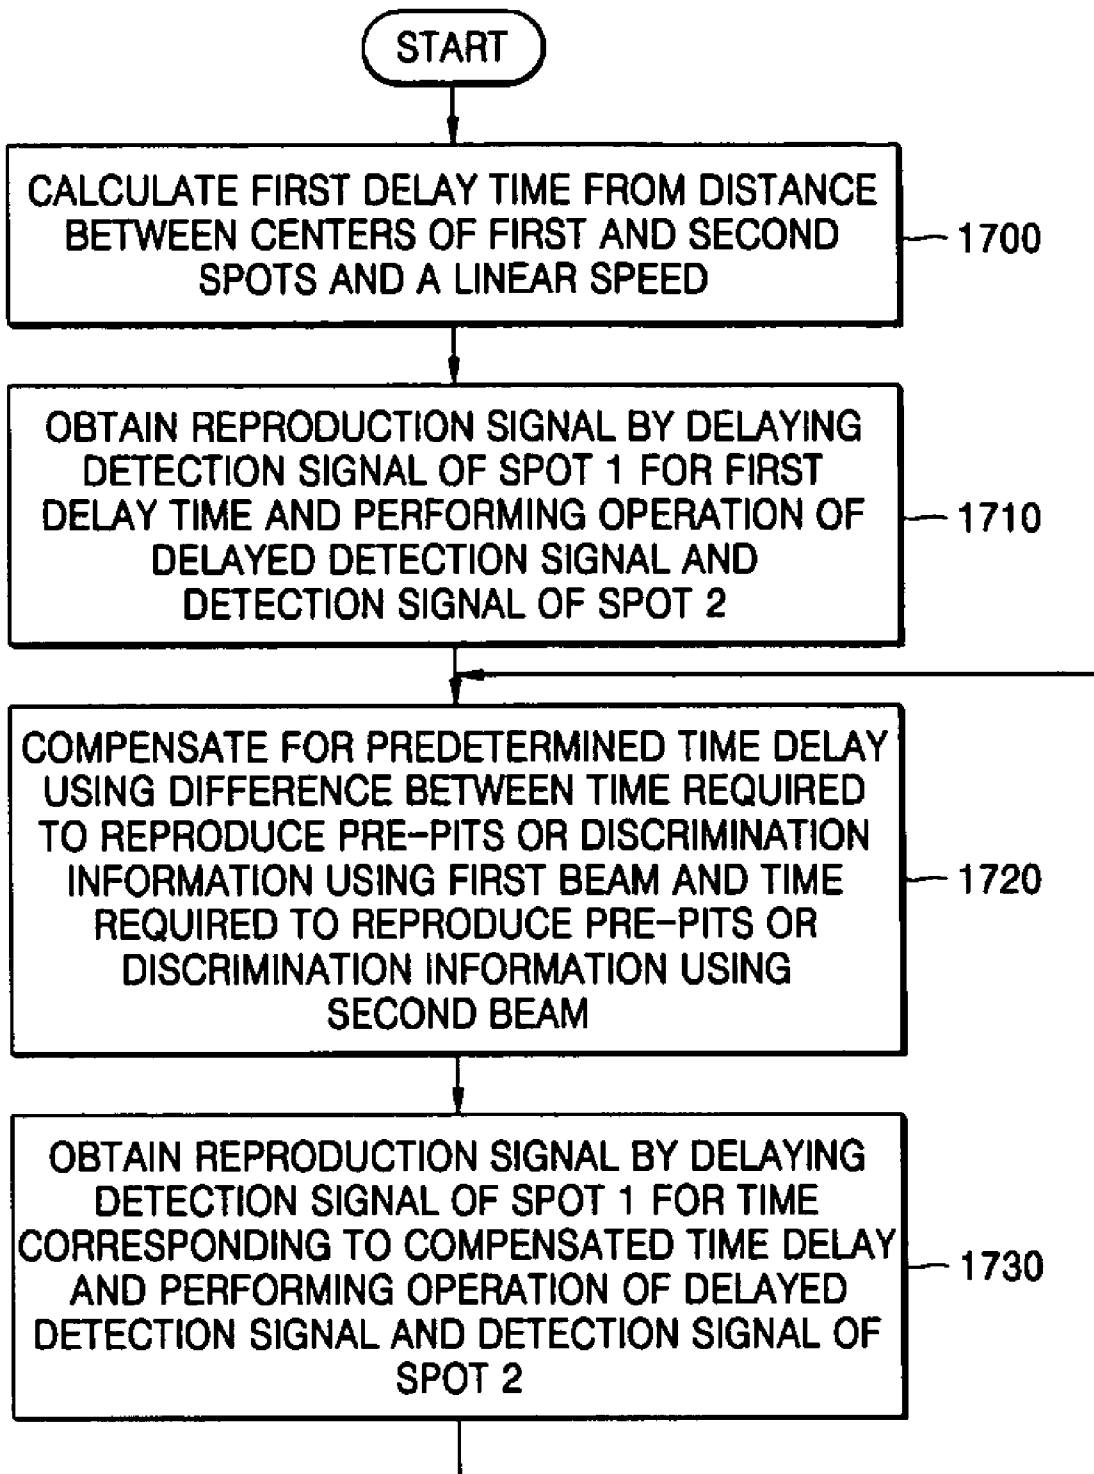 START
CALCULATE FIRST DELAY TIME FROM DISTANCE
BETWEEN CENTERS OF FIRST AND SECOND
SPOTS AND A LINEAR SPEED
1700
OBTAIN REPRODUCTION SIGNAL BY DELAYING
DETECTION SIGNAL OF SPOT 1 FOR FIRST
DELAY TIME AND PERFORMING OPERATION OF
DELAYED DETECTION SIGNAL AND
DETECTION SIGNAL OF SPOT 2
1710
COMPENSATE FOR PREDETERMINED TIME DELAY
USING DIFFERENCE BETWEEN TIME REQUIRED
TO REPRODUCE PRE-PITS OR DISCRIMINATION
INFORMATION USING FIRST BEAM AND TIME
REQUIRED TO REPRODUCE PRE-PITS OR
DISCRIMINATION INFORMATION USING
SECOND BEAM
1720
OBTAIN REPRODUCTION SIGNAL BY DELAYING
DETECTION SIGNAL OF SPOT 1 FOR TIME
CORRESPONDING TO COMPENSATED TIME DELAY
AND PERFORMING OPERATION OF DELAYED
DETECTION SIGNAL AND DETECTION SIGNAL OF
SPOT 2
1730